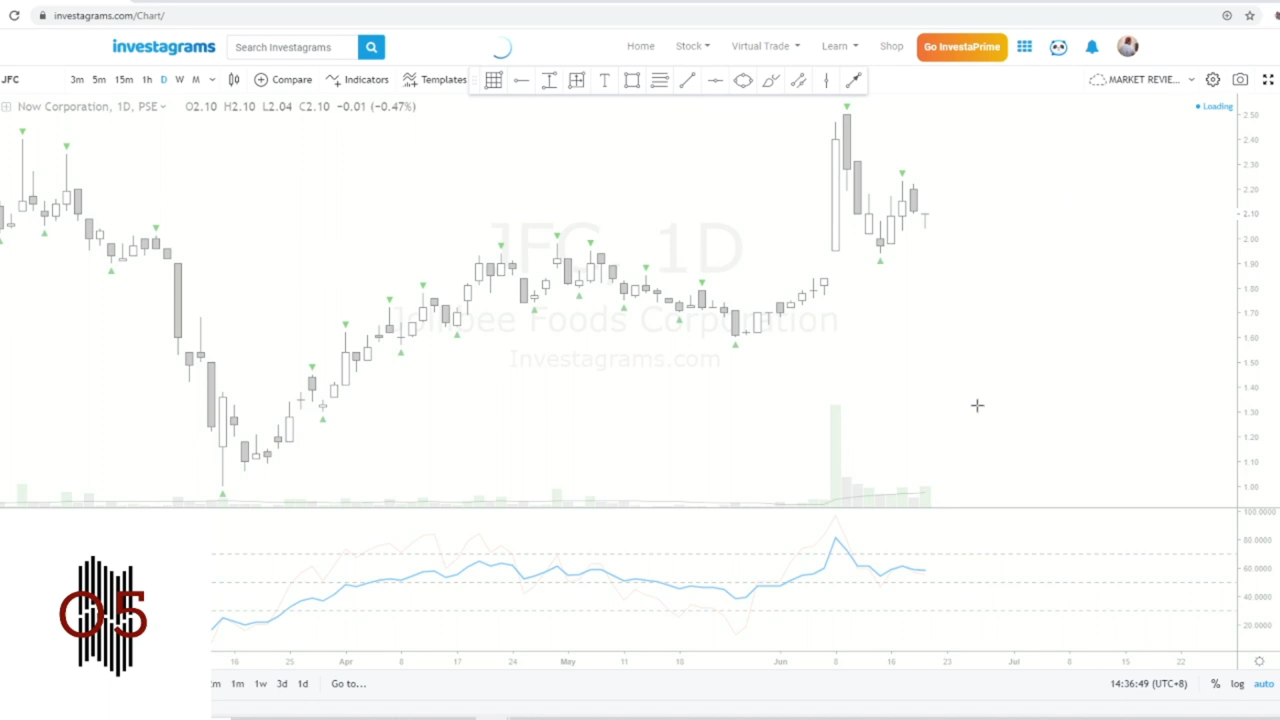 investagrams.com/Chart/
investagrams Search Investagrams Home Stock Virtual Trade Learn Shop Go InvestaPrime
JFC 3m 5m 15m 1h D W M Compare Indicators Templates T MARKET REVIE...
Now Corporation, 1D, PSE O2.10 H2.10 L2.04 C2.10 −0.01 (−0.47%)
Loading
2.50
2.40
2.30
2.20
2.10
2.00
1.90
1.80
1.70
1.60
1.50
1.40
1.30
1.20
1.10
1.00
JFC, 1D
Jollibee Foods Corporation
Investagrams.com
100.0000
80.0000
60.0000
40.0000
20.0000
O5
16 25 Apr 8 17 24 May 11 18 Jun 8 16 23 Jul 8 15 22
1m 1w 3d 1d Go to... 14:36:49 (UTC+8) % log auto